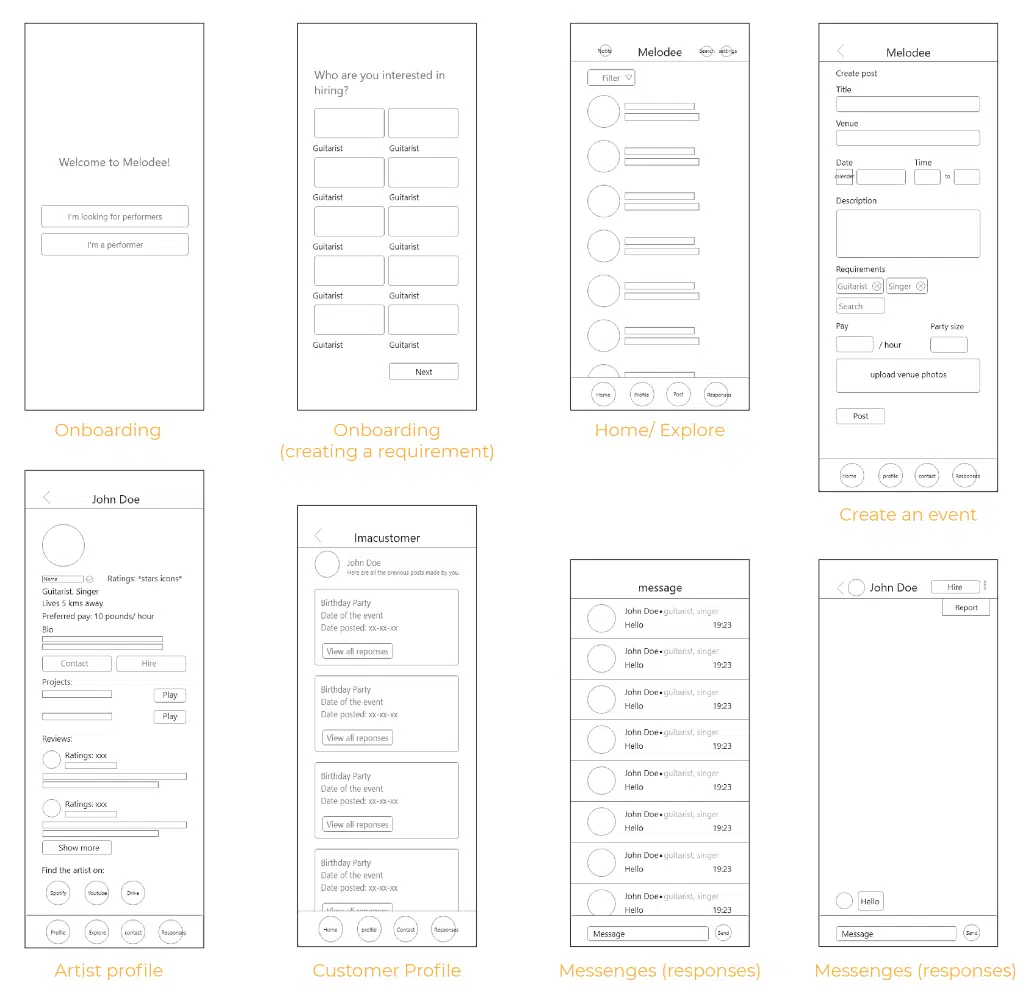 Welcome to Melodee!
I'm looking for performers
I'm a performer
Onboarding
Who are you interested in
hiring?
Guitarist Guitarist
Guitarist Guitarist
Guitarist Guitarist
Guitarist Guitarist
Guitarist Guitarist
Next
Onboarding
(creating a requirement)
Notifs Melodee Search settings
Filter
Home Profile Post Responses
Home/ Explore
Melodee
Create post
Title
Venue
Date Time
calender to
Description
Requirements
Guitarist Singer
Search
Pay Party size
/ hour
upload venue photos
Post
Home profile contact Responses
Create an event
John Doe
Name Ratings: *stars icons*
Guitarist, Singer
Lives 5 kms away
Preferred pay: 10 pounds/ hour
Bio
Contact Hire
Projects:
Play
Play
Reviews:
Ratings: xxx
Ratings: xxx
Show more
Find the artist on:
Spotify Youtube Drive
Profile Explore contact Responses
Artist profile
Imacustomer
John Doe
Here are all the previous posts made by you.
Birthday Party
Date of the event
Date posted: xx-xx-xx
View all reponses
Birthday Party
Date of the event
Date posted: xx-xx-xx
View all reponses
Birthday Party
Date of the event
Date posted: xx-xx-xx
View all reponses
Birthday Party
Date of the event
Date posted: xx-xx-xx
View all reponses
Home profile Contact Responses
Customer Profile
message
John Doe• guitarist, singer
Hello 19:23
John Doe• guitarist, singer
Hello 19:23
John Doe• guitarist, singer
Hello 19:23
John Doe• guitarist, singer
Hello 19:23
John Doe• guitarist, singer
Hello 19:23
John Doe• guitarist, singer
Hello 19:23
John Doe• guitarist, singer
Hello 19:23
John Doe• guitarist, singer
Hello 19:23
Message Send
Messenges (responses)
John Doe Hire
Report
Hello
Message Send
Messenges (responses)